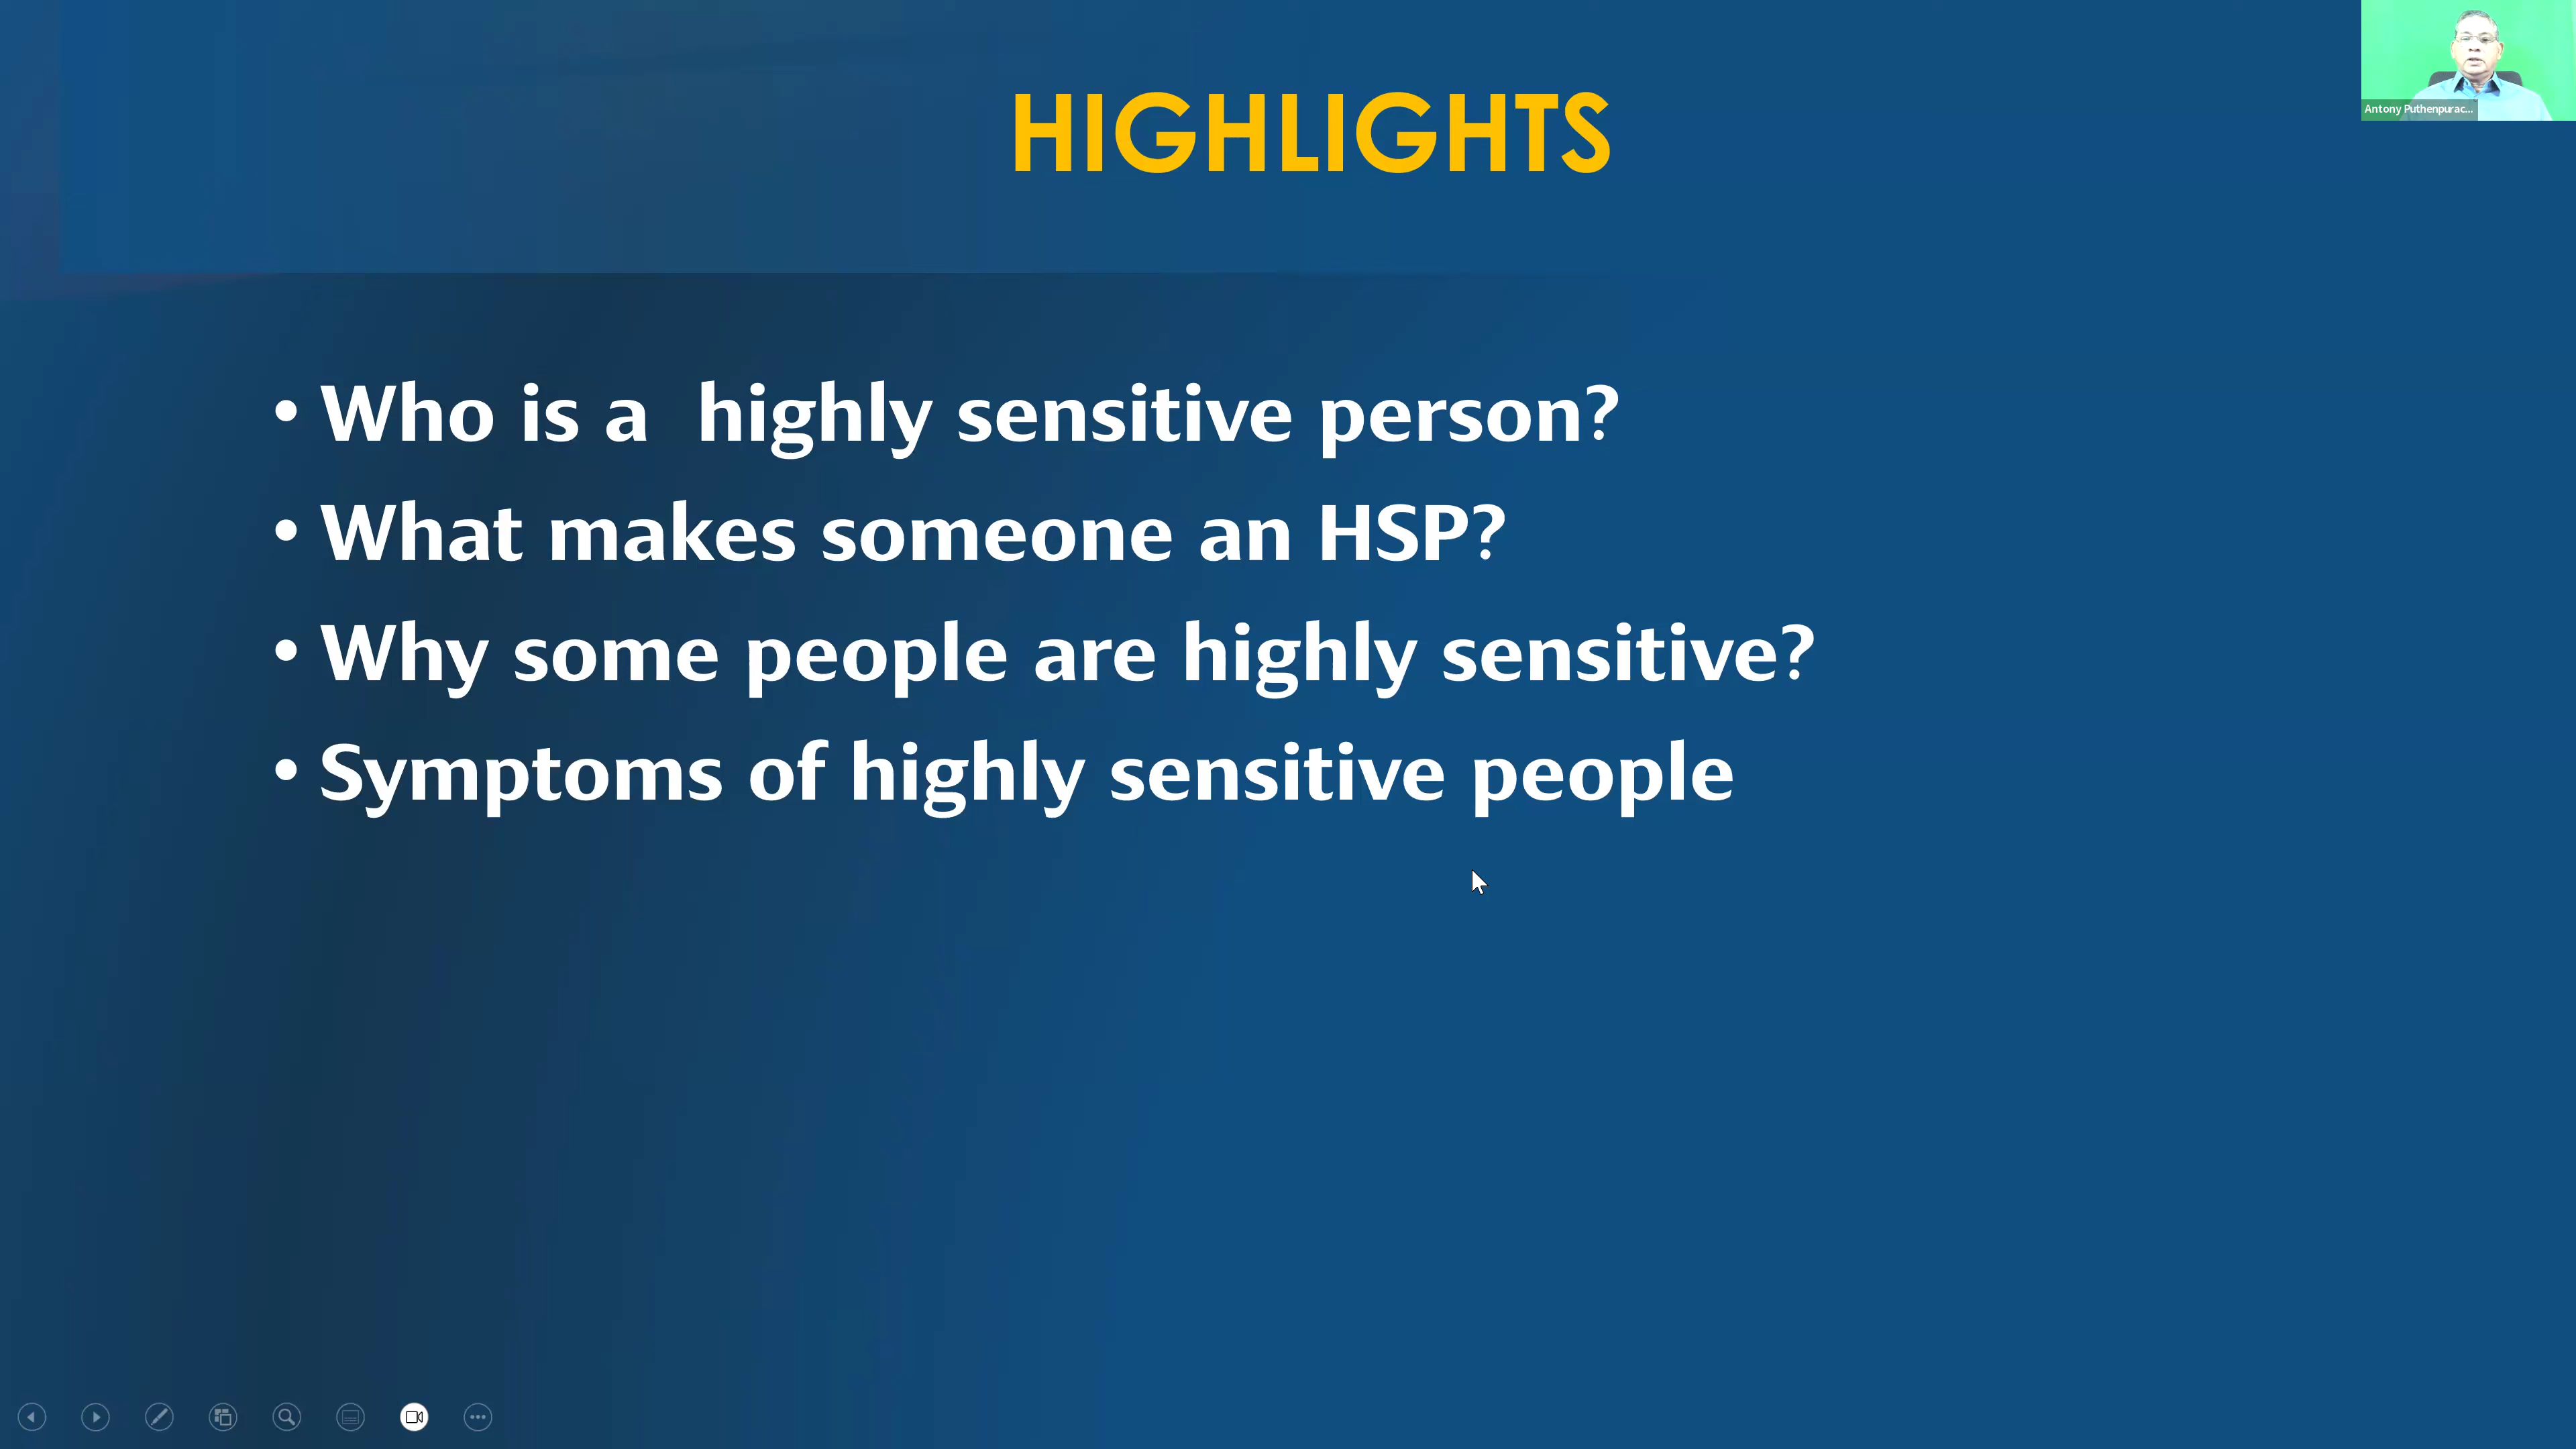 HIGHLIGHTS
Antony Puthenpurac...
• Who is a  highly sensitive person?
• What makes someone an HSP?
• Why some people are highly sensitive?
• Symptoms of highly sensitive people